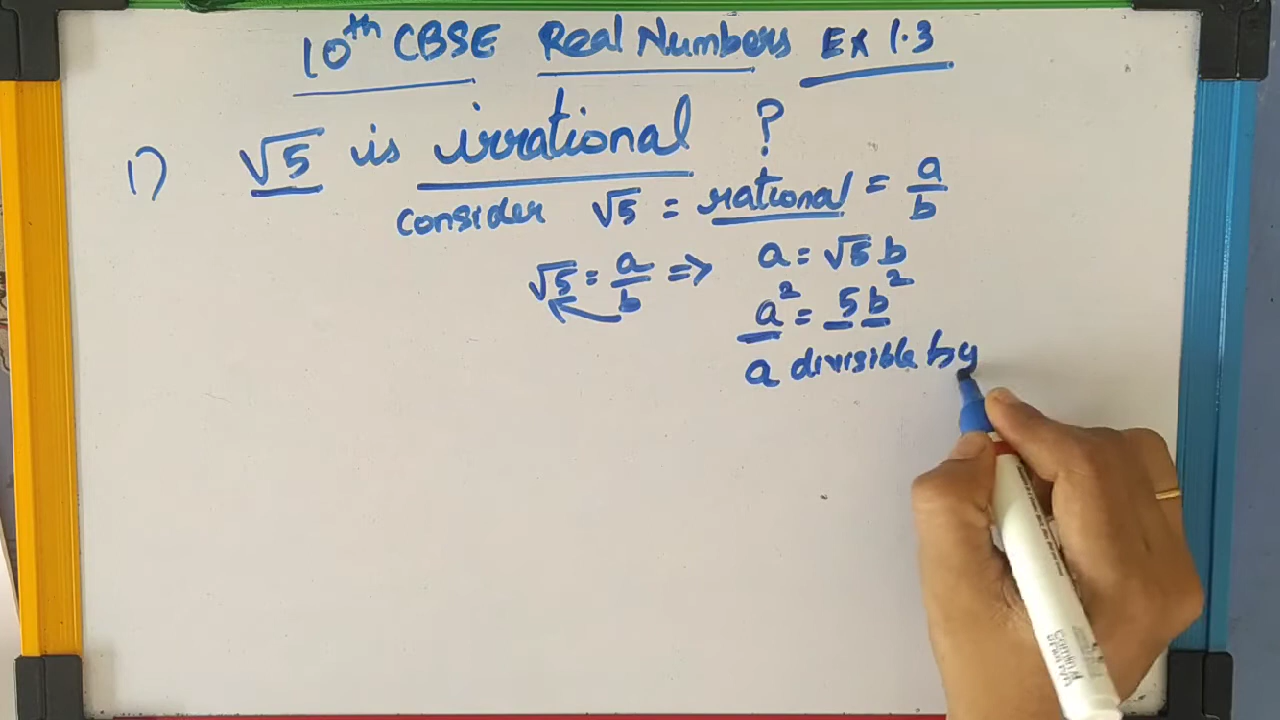 10th CBSE Real Numbers Ex 1.3
1) √5 is irrational ?
consider √5 = rational = a/b
√5 = a/b => a = √5 b
a² = 5b²
a divisible by